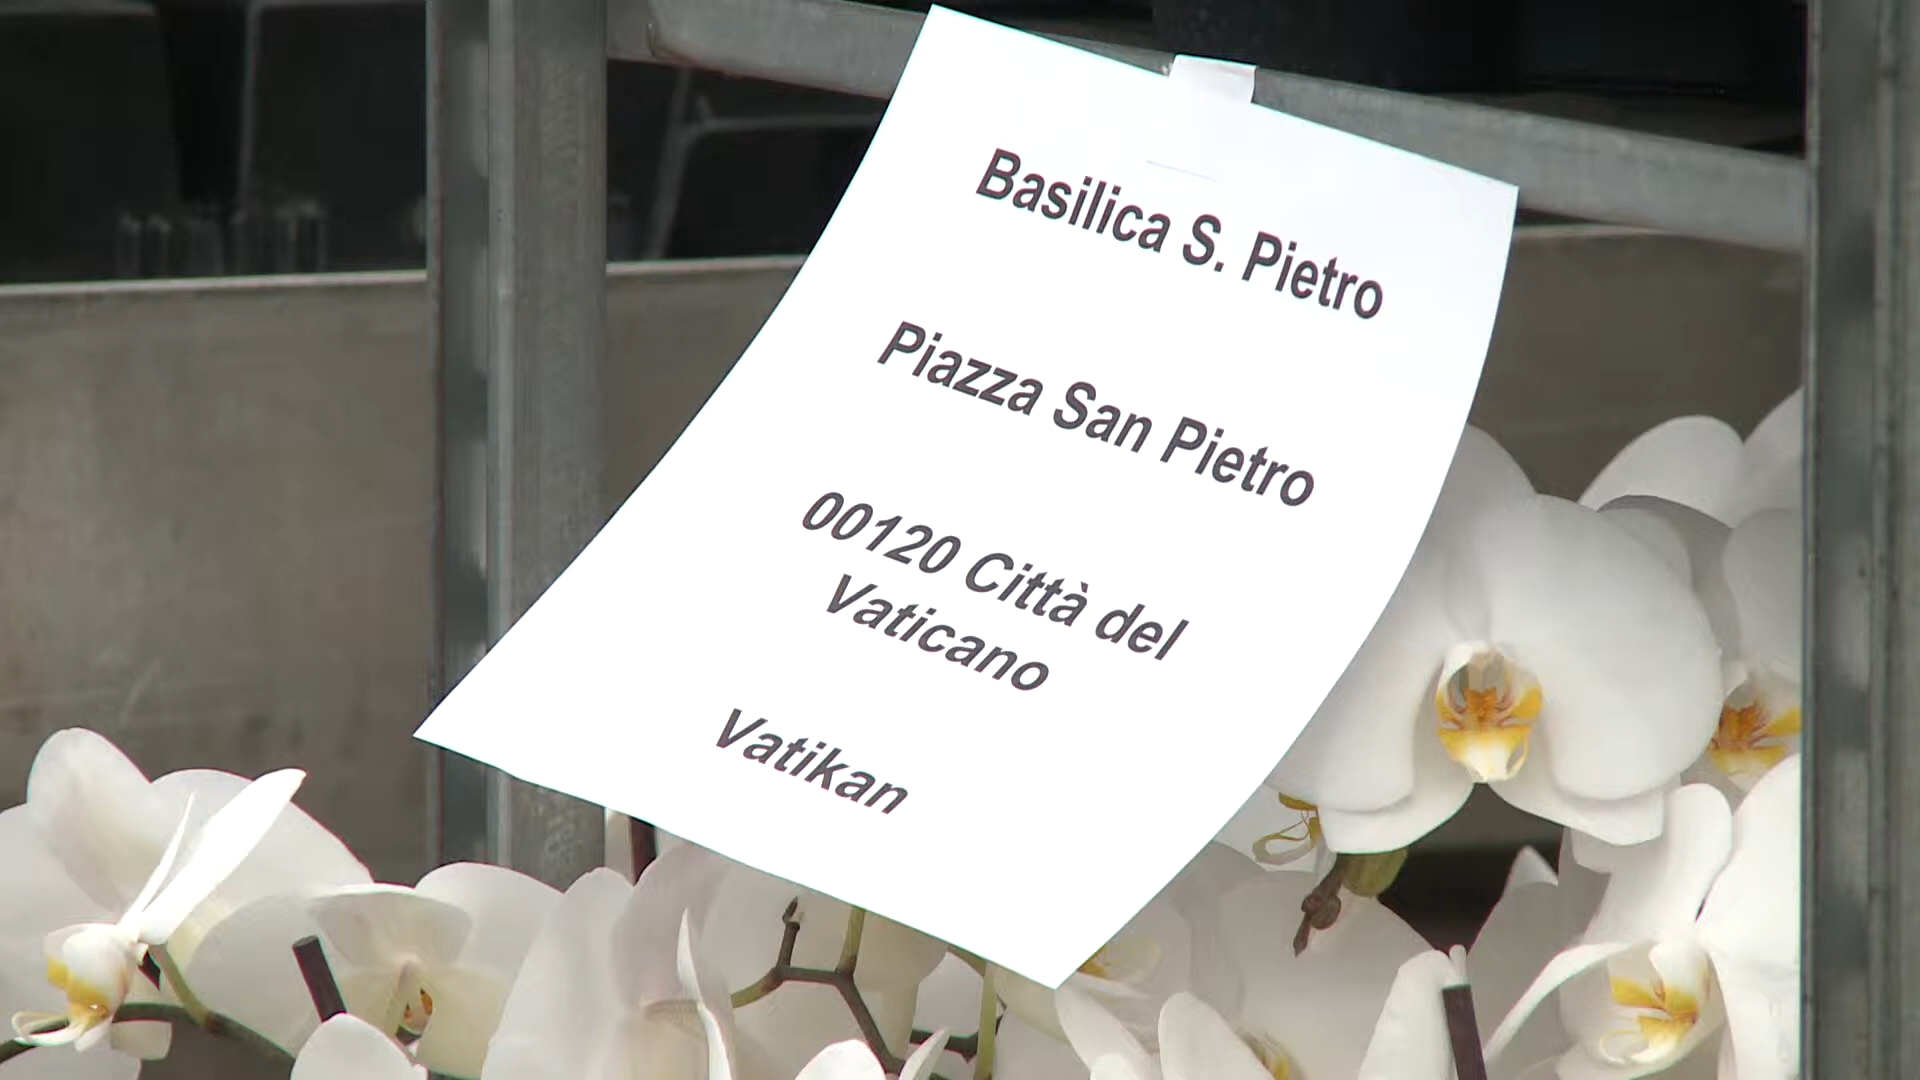 Basilica S. Pietro
Piazza San Pietro
00120 Città del
Vaticano
Vatikan